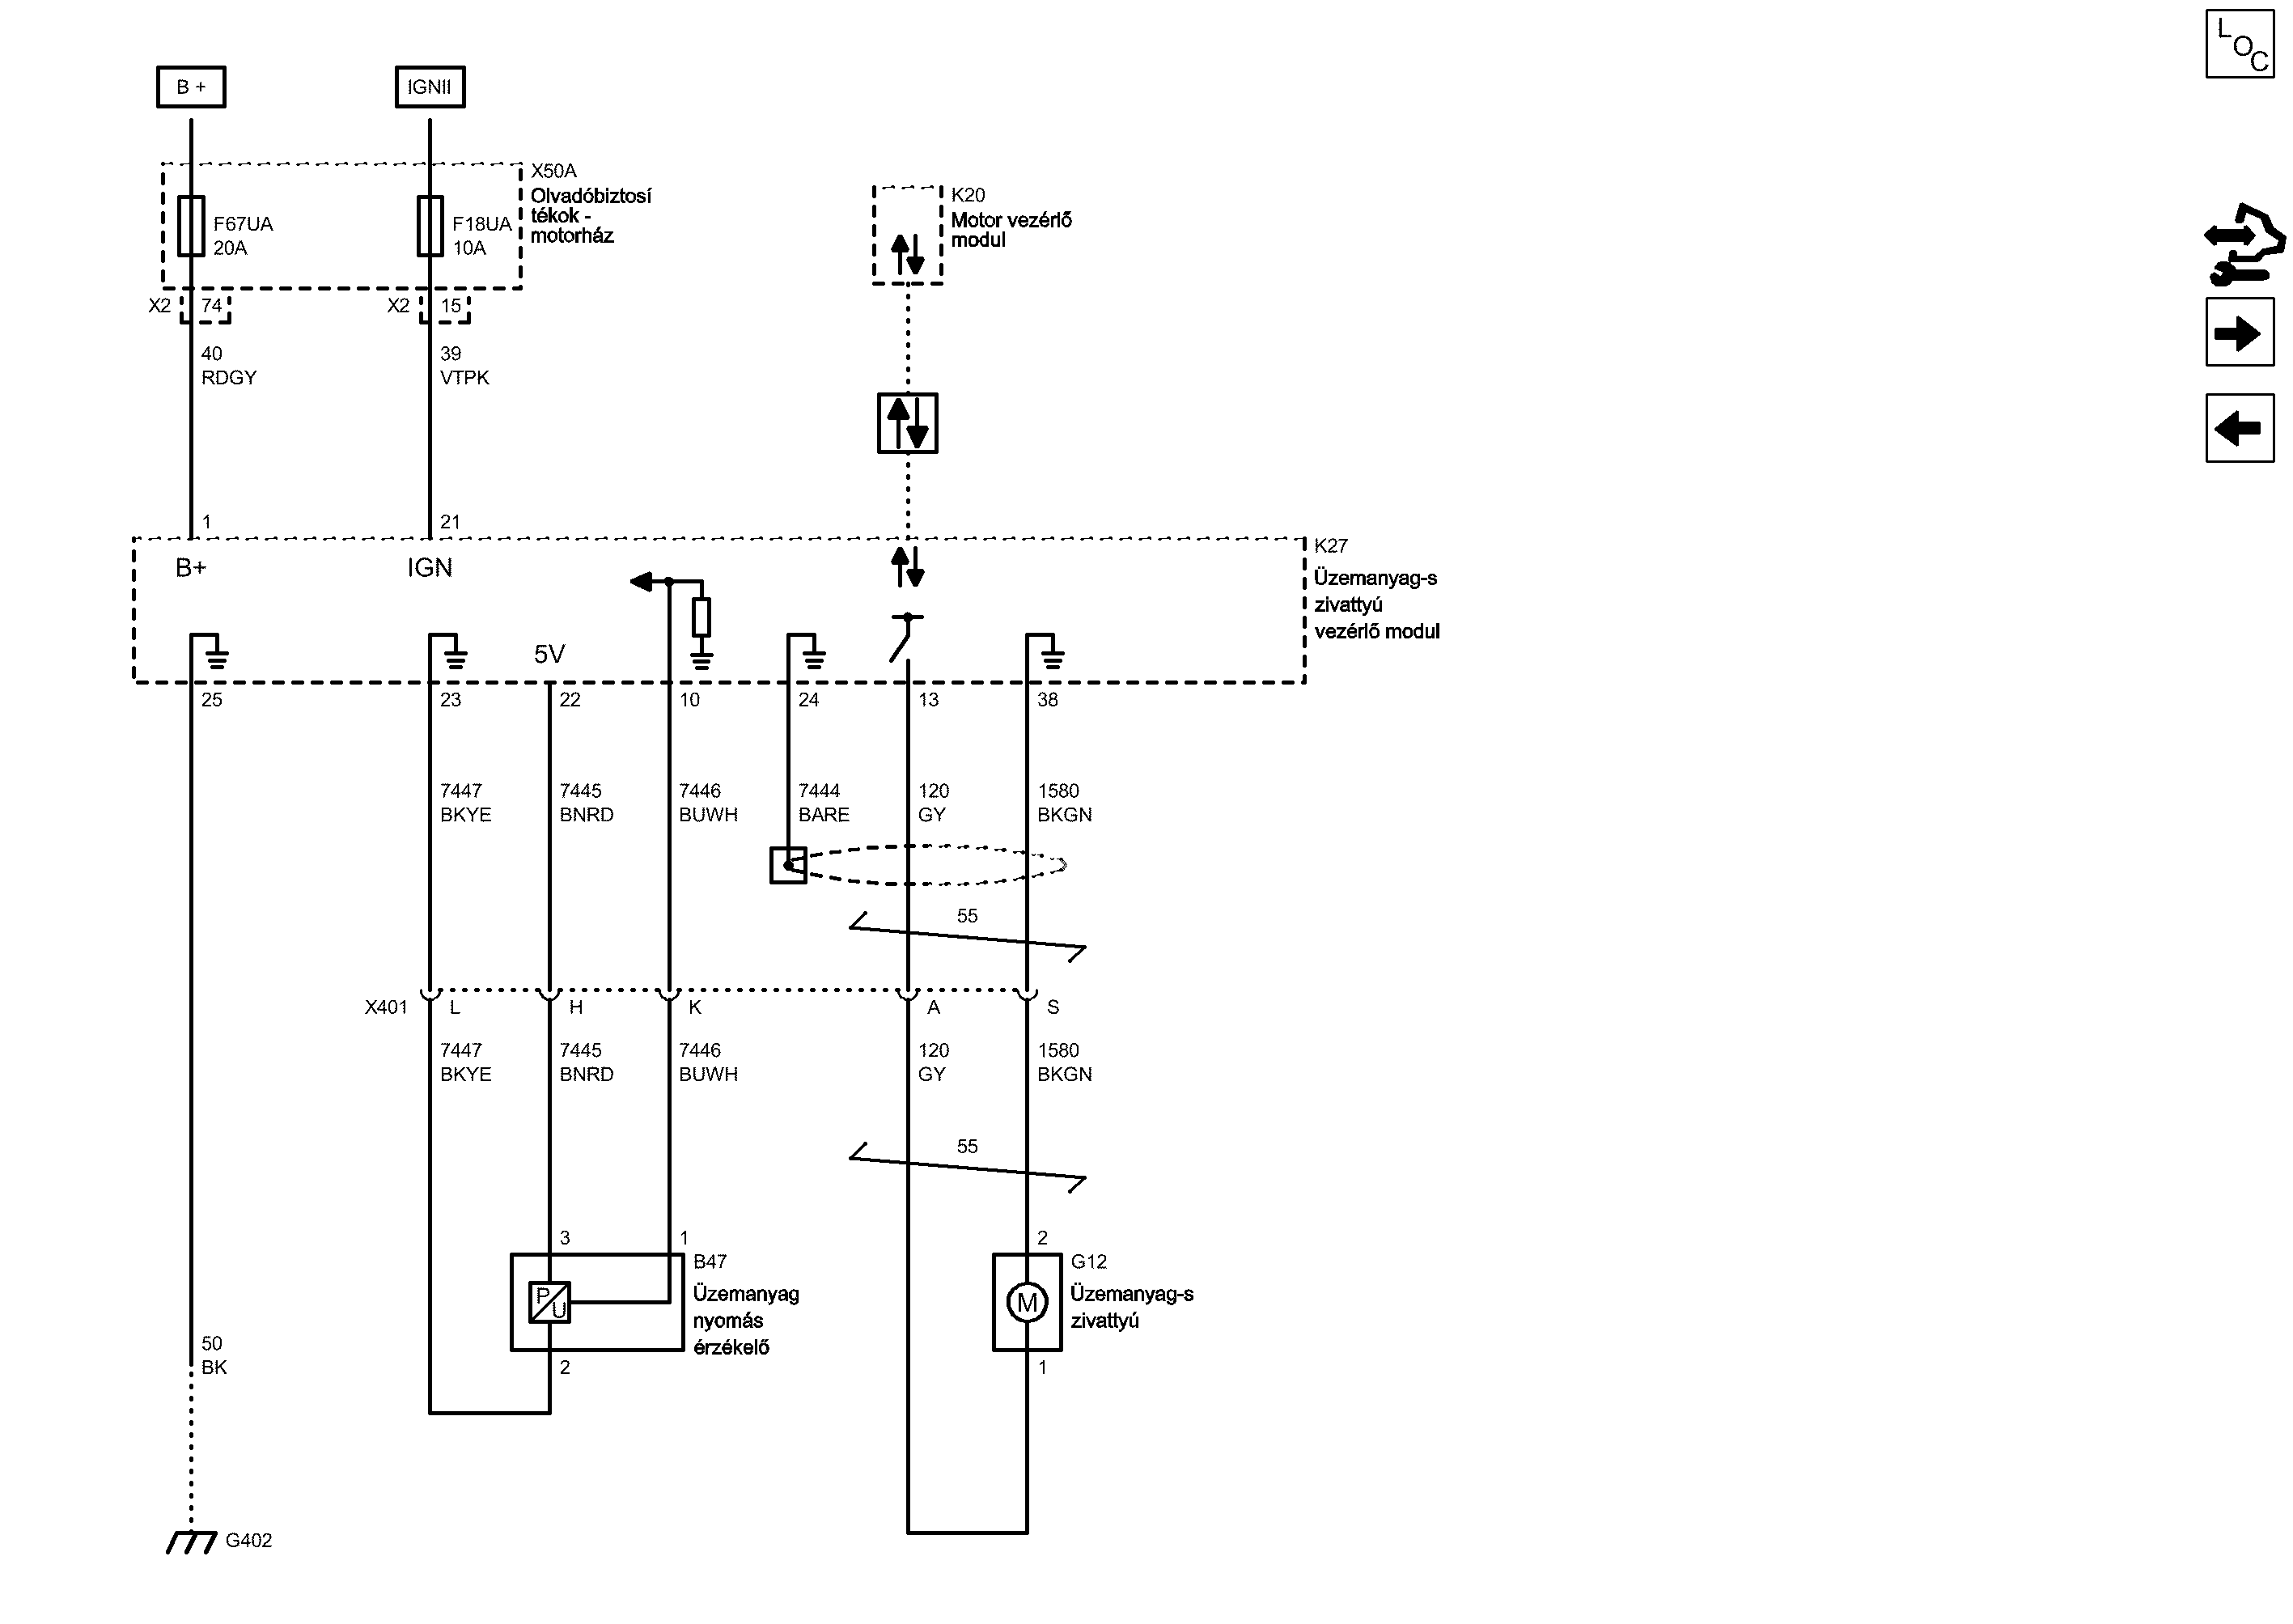 L
O
C
B +
IGNII
X50A
Olvadóbiztosí
tékok -
motorház
F67UA
20A
F18UA
10A
K20
Motor vezérlő
modul
X2
74
X2
15
40
RDGY
39
VTPK
1
21
K27
Üzemanyag-s
zivattyú
vezérlő modul
B+
IGN
5V
25
23
22
10
24
13
38
7447
BKYE
7445
BNRD
7446
BUWH
7444
BARE
120
GY
1580
BKGN
55
X401
L
H
K
A
S
7447
BKYE
7445
BNRD
7446
BUWH
120
GY
1580
BKGN
55
3
1
B47
Üzemanyag
nyomás
érzékelő
P
U
2
2
G12
Üzemanyag-s
zivattyú
M
1
50
BK
G402